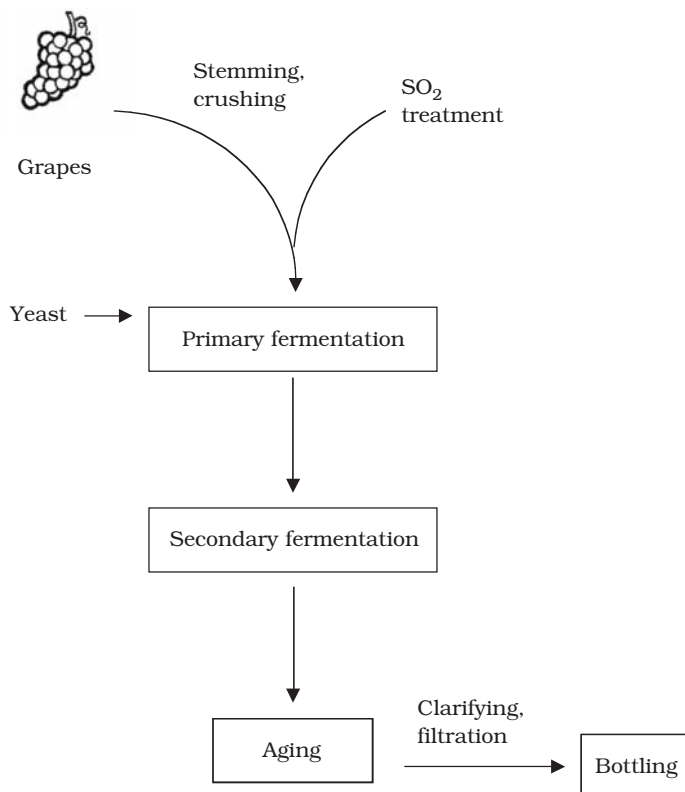 Stemming,
crushing
SO₂
treatment
Grapes
Yeast
Primary fermentation
Secondary fermentation
Clarifying,
filtration
Aging
Bottling